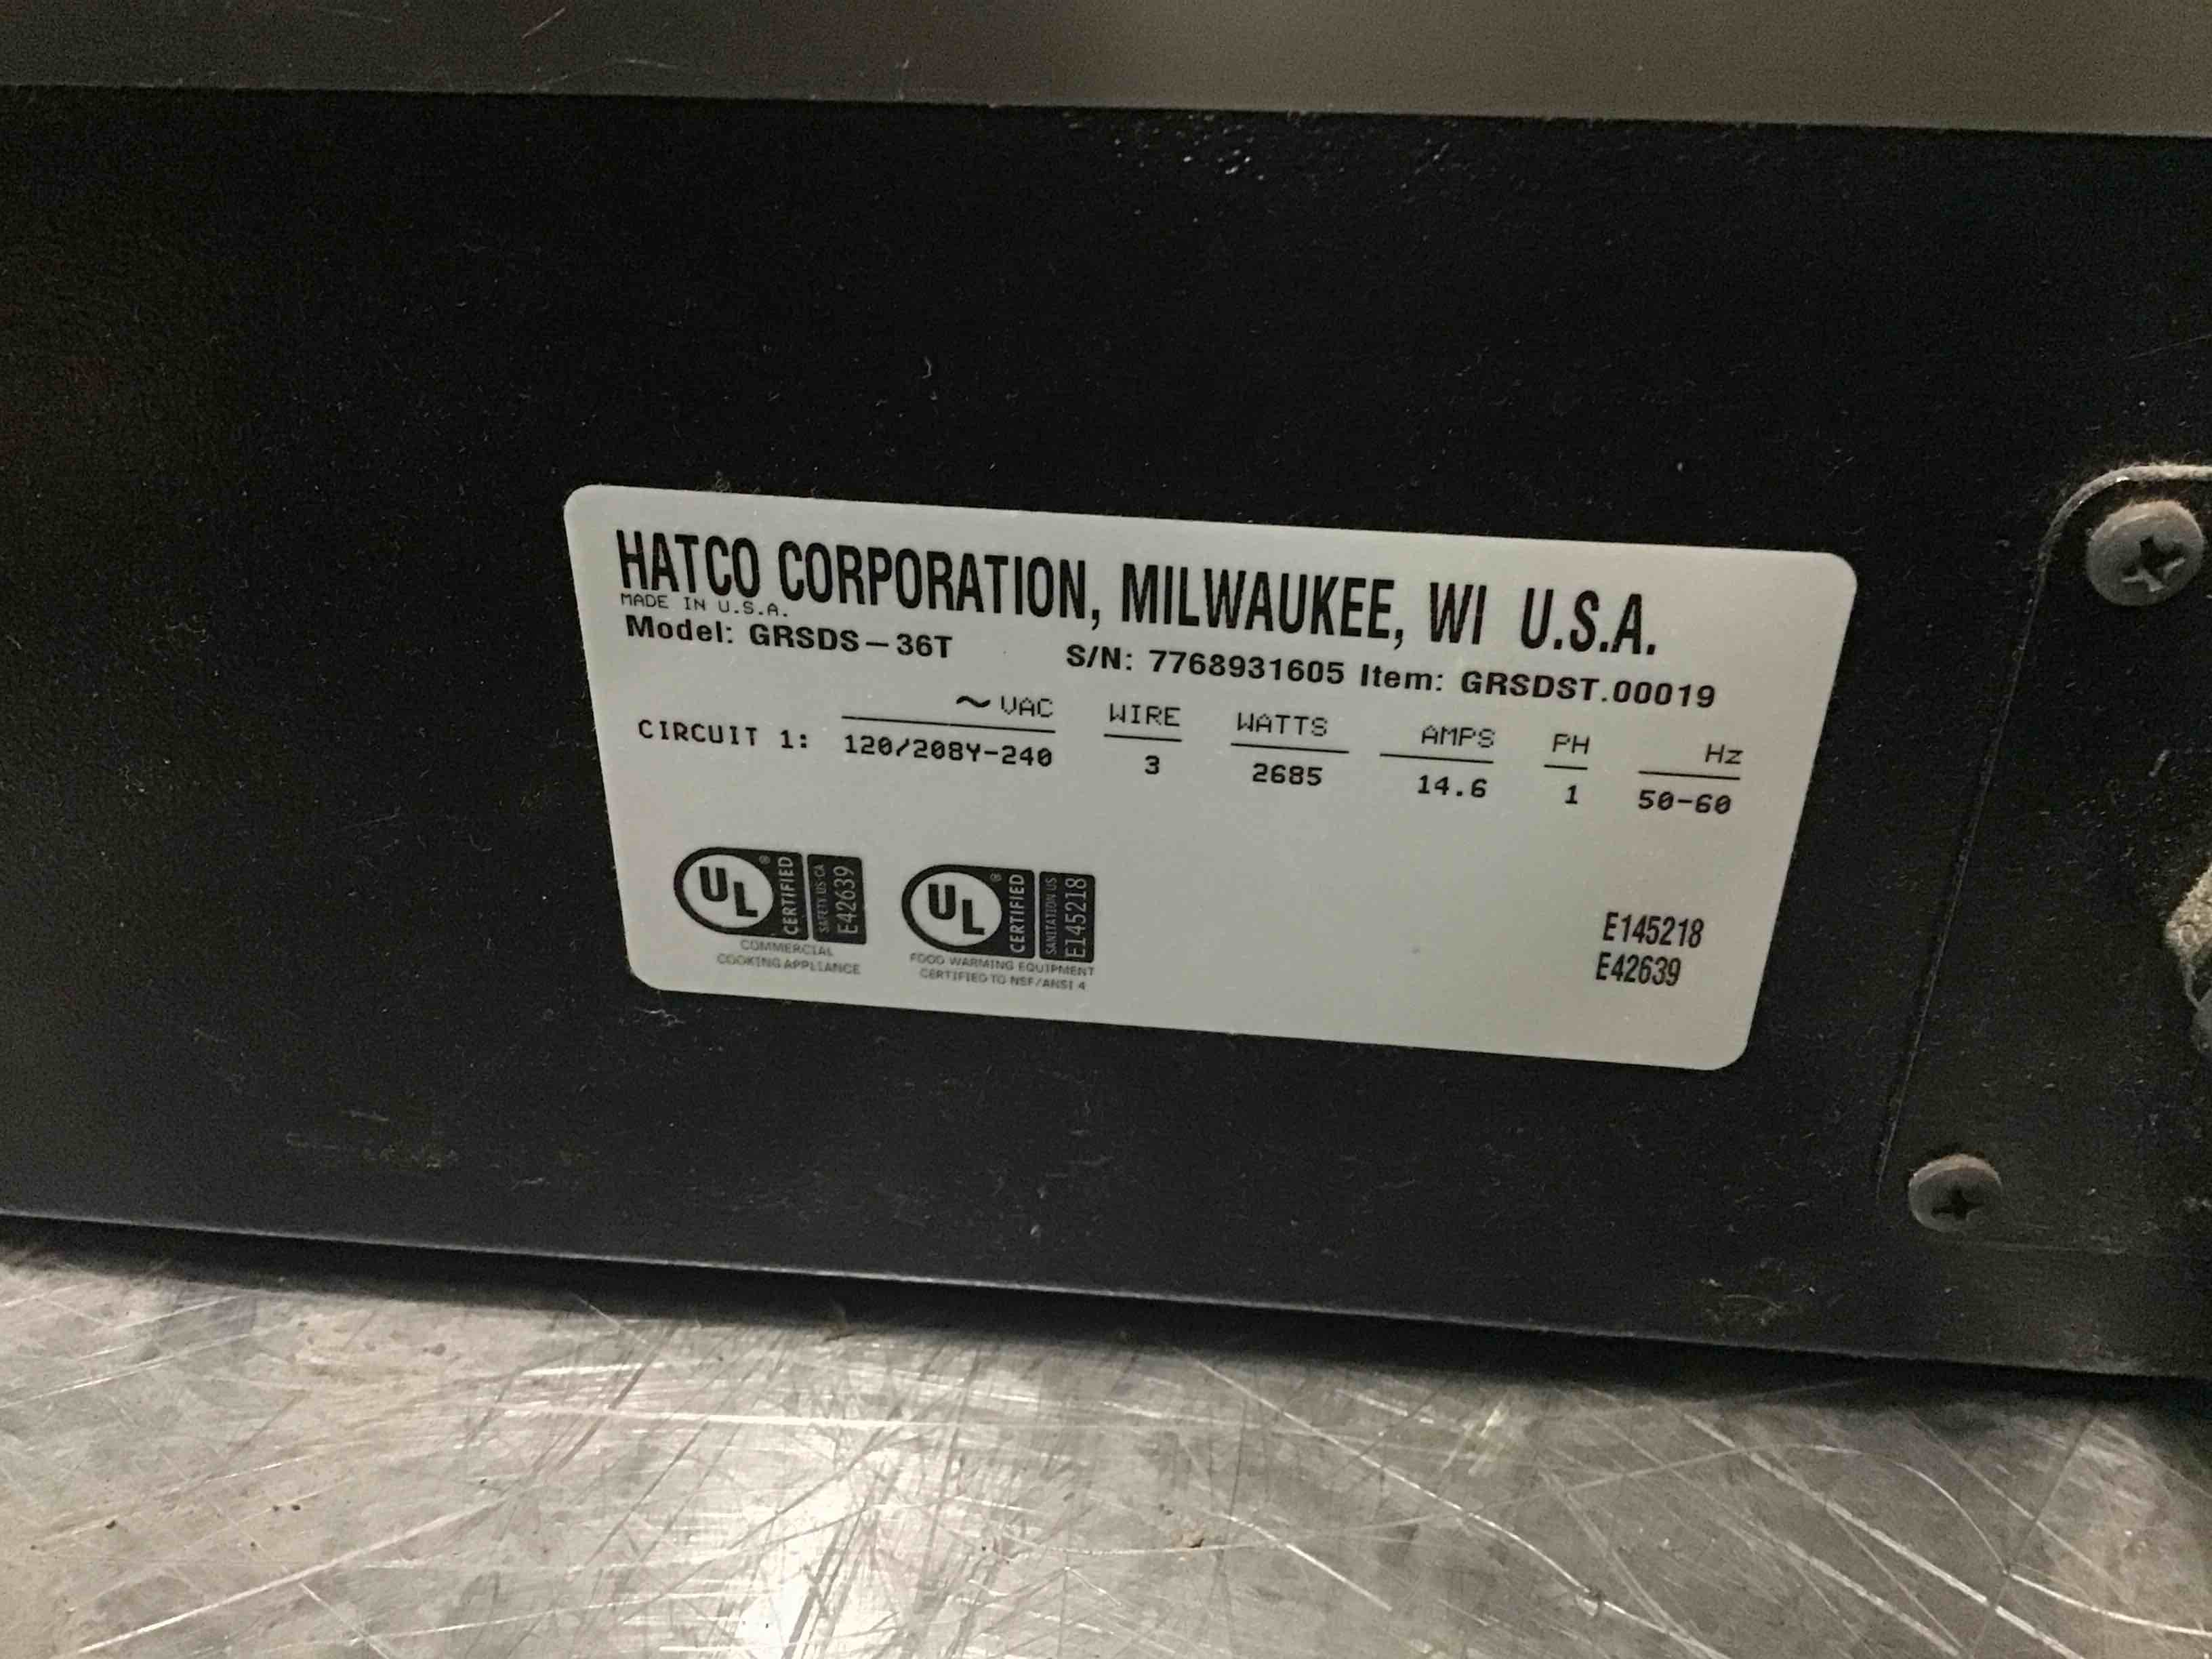 HATCO CORPORATION, MILWAUKEE, WI U.S.A.
MADE IN U.S.A.
Model: GRSDS-36T S/N: 7768931605 Item: GRSDST.00019
~ VAC WIRE WATTS AMPS PH Hz
CIRCUIT 1: 120/208Y-240 3 2685 14.6 1 50-60
UL ® CERTIFIED SAFETY US CA E42639
COMMERCIAL
COOKING APPLIANCE
UL ® CERTIFIED SANITATION US E145218
FOOD WARMING EQUIPMENT
CERTIFIED TO NSF/ANSI 4
E145218
E42639